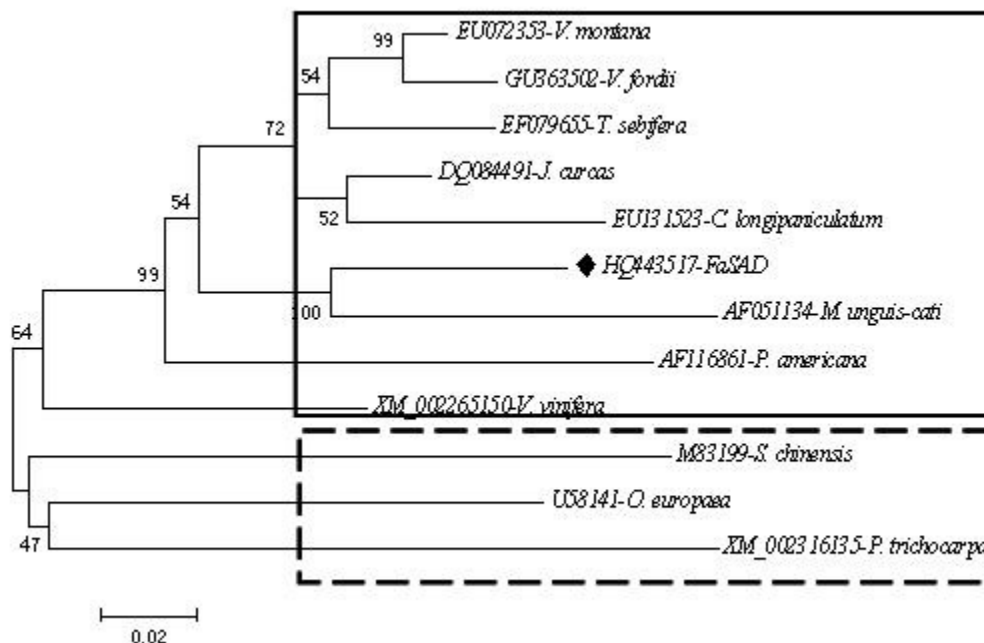 99
EU072353-V. montana
54
GU363502-V. fordii
72
EF079655-T. sebifera
DQ084491-J. curcas
54
52
EU131523-C. longipaniculatum
99
HQ443517-FaSAD
100
AF051134-M. unguis-cati
64
AF116861-P. americana
XM_002265150-V. vinifera
M83199-S. chinensis
U58141-O. europaea
47
XM_002316135-P. trichocarpa
0.02